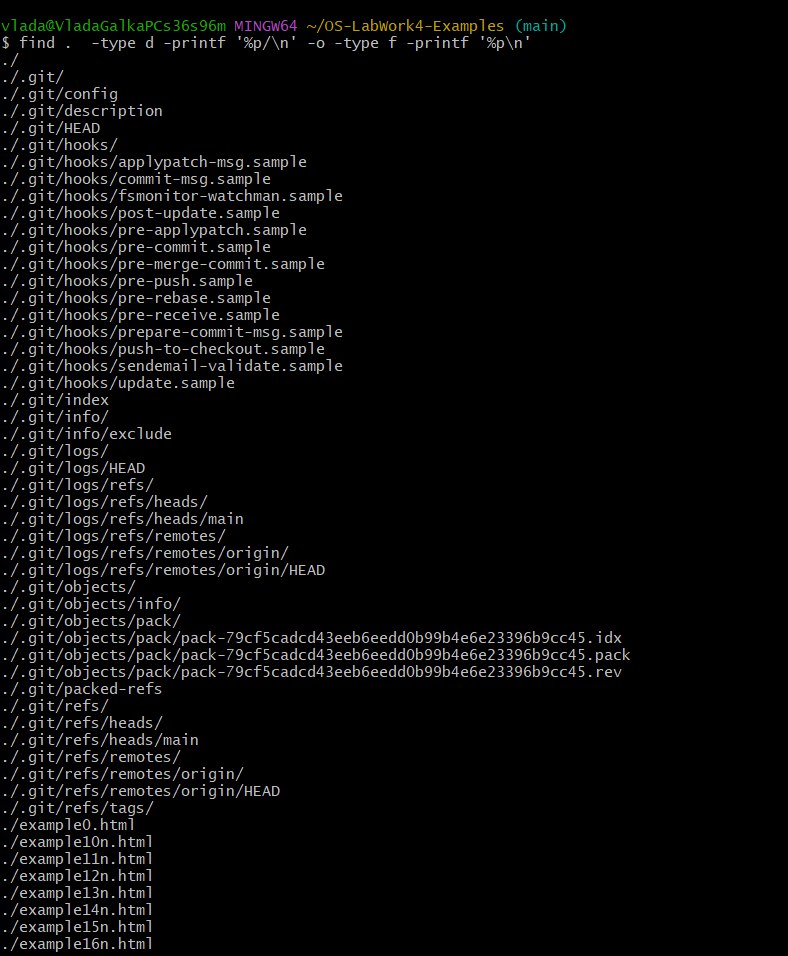 vlada@VladaGalkaPCs36s96m MINGW64 ~/OS-LabWork4-Examples (main)
$ find .  -type d -printf '%p/\n' -o -type f -printf '%p\n'
./
./.git/
./.git/config
./.git/description
./.git/HEAD
./.git/hooks/
./.git/hooks/applypatch-msg.sample
./.git/hooks/commit-msg.sample
./.git/hooks/fsmonitor-watchman.sample
./.git/hooks/post-update.sample
./.git/hooks/pre-applypatch.sample
./.git/hooks/pre-commit.sample
./.git/hooks/pre-merge-commit.sample
./.git/hooks/pre-push.sample
./.git/hooks/pre-rebase.sample
./.git/hooks/pre-receive.sample
./.git/hooks/prepare-commit-msg.sample
./.git/hooks/push-to-checkout.sample
./.git/hooks/sendemail-validate.sample
./.git/hooks/update.sample
./.git/index
./.git/info/
./.git/info/exclude
./.git/logs/
./.git/logs/HEAD
./.git/logs/refs/
./.git/logs/refs/heads/
./.git/logs/refs/heads/main
./.git/logs/refs/remotes/
./.git/logs/refs/remotes/origin/
./.git/logs/refs/remotes/origin/HEAD
./.git/objects/
./.git/objects/info/
./.git/objects/pack/
./.git/objects/pack/pack-79cf5cadcd43eeb6eedd0b99b4e6e23396b9cc45.idx
./.git/objects/pack/pack-79cf5cadcd43eeb6eedd0b99b4e6e23396b9cc45.pack
./.git/objects/pack/pack-79cf5cadcd43eeb6eedd0b99b4e6e23396b9cc45.rev
./.git/packed-refs
./.git/refs/
./.git/refs/heads/
./.git/refs/heads/main
./.git/refs/remotes/
./.git/refs/remotes/origin/
./.git/refs/remotes/origin/HEAD
./.git/refs/tags/
./example0.html
./example10n.html
./example11n.html
./example12n.html
./example13n.html
./example14n.html
./example15n.html
./example16n.html